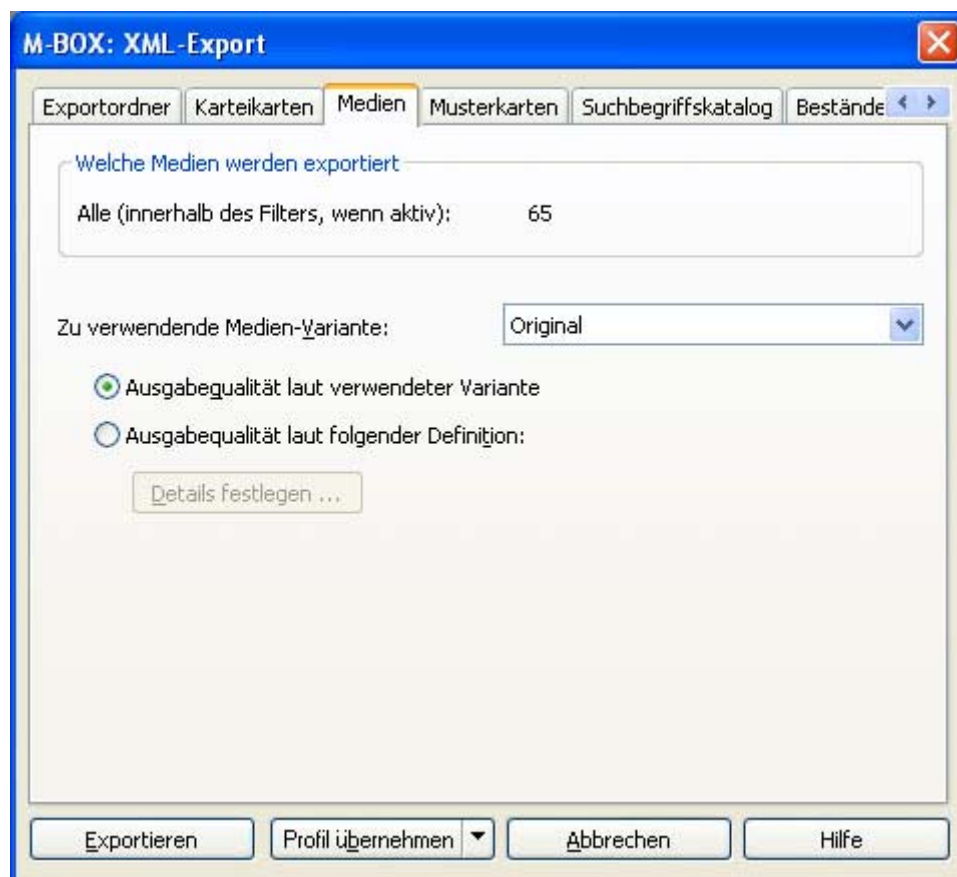 M-BOX: XML-Export
Exportordner Karteikarten Medien Musterkarten Suchbegriffskatalog Bestände
Welche Medien werden exportiert
Alle (innerhalb des Filters, wenn aktiv): 65
Zu verwendende Medien-Variante: Original
Ausgabequalität laut verwendeter Variante
Ausgabequalität laut folgender Definition:
Details festlegen ...
Exportieren Profil übernehmen Abbrechen Hilfe